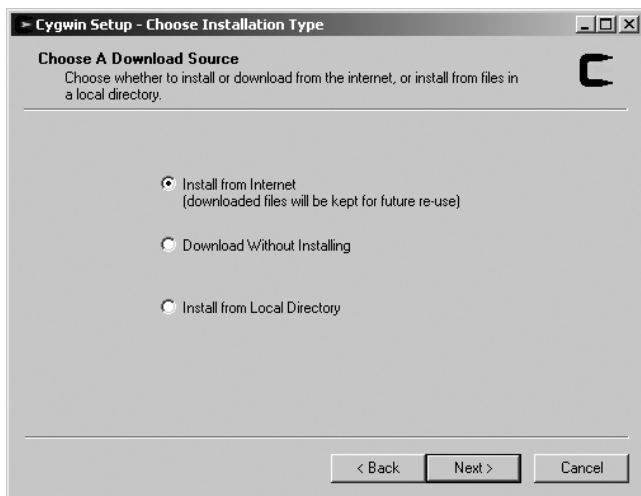 Cygwin Setup - Choose Installation Type
Choose A Download Source
Choose whether to install or download from the internet, or install from files in
a local directory.
Install from Internet
(downloaded files will be kept for future re-use)
Download Without Installing
Install from Local Directory
< Back
Next >
Cancel